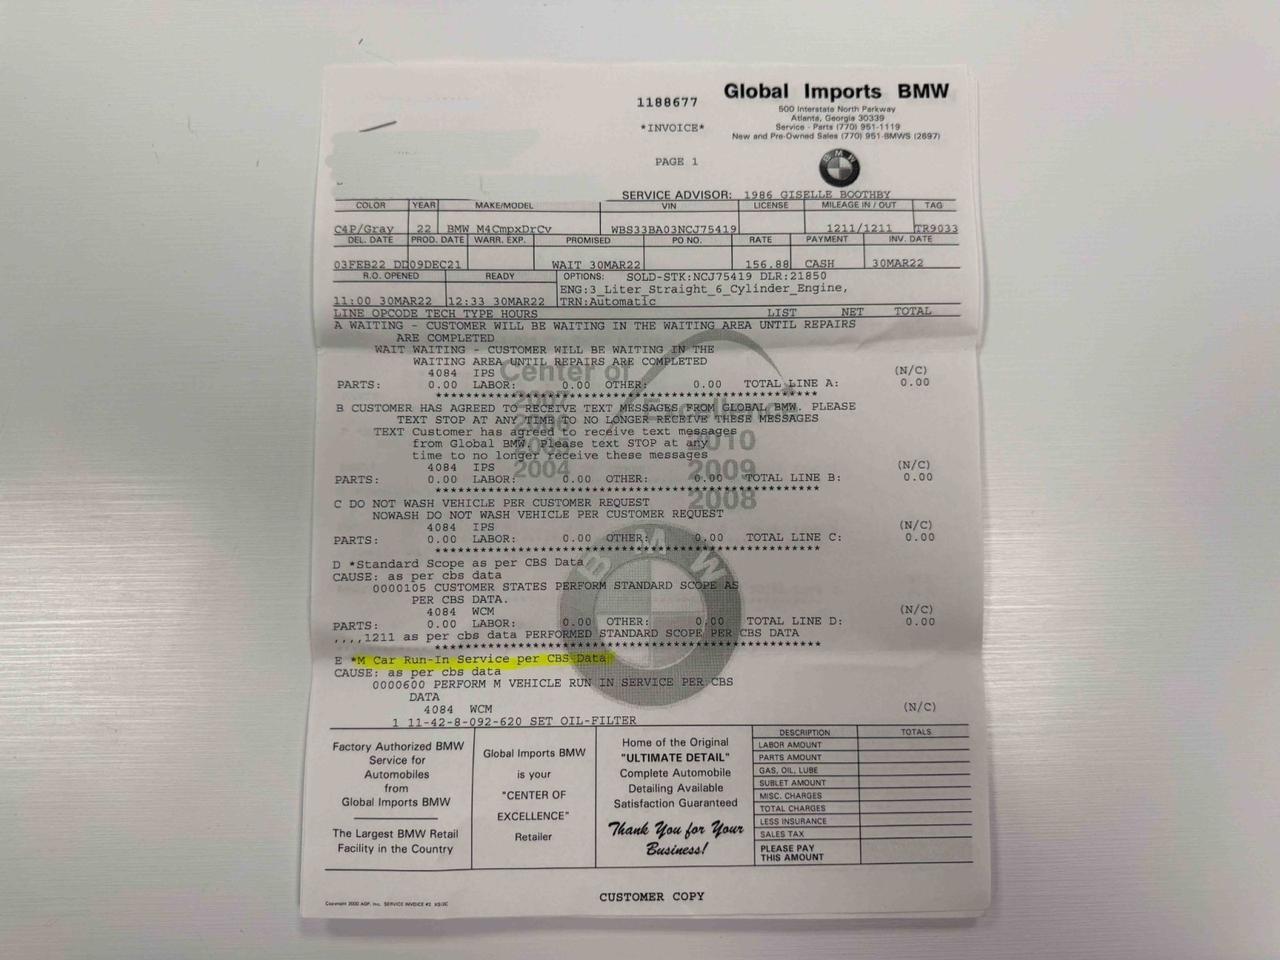 Global Imports BMW
500 Interstate North Parkway
Atlanta, Georgia 30339
Service - Parts (770) 951-1119
New and Pre-Owned Sales (770) 951-BMWS (2697)
1188677
*INVOICE*
PAGE 1
BMW
SERVICE ADVISOR: 1986 GISELLE BOOTHBY
COLOR YEAR MAKE/MODEL VIN LICENSE MILEAGE IN / OUT TAG
C4P/Gray 22 BMW M4CmpxDrCv WBS33BA03NCJ75419 1211/1211 TR9033
DEL. DATE PROD. DATE WARR. EXP. PROMISED PO NO. RATE PAYMENT INV. DATE
03FEB22 DD 09DEC21 WAIT 30MAR22 156.88 CASH 30MAR22
R.O. OPENED READY OPTIONS: SOLD-STK:NCJ75419 DLR:21850
ENG:3_Liter_Straight_6_Cylinder_Engine,
11:00 30MAR22 12:33 30MAR22 TRN:Automatic
LINE OPCODE TECH TYPE HOURS LIST NET TOTAL
A WAITING - CUSTOMER WILL BE WAITING IN THE WAITING AREA UNTIL REPAIRS
ARE COMPLETED
WAIT WAITING - CUSTOMER WILL BE WAITING IN THE
WAITING AREA UNTIL REPAIRS ARE COMPLETED
4084 IPS (N/C)
PARTS: 0.00 LABOR: 0.00 OTHER: 0.00 TOTAL LINE A: 0.00
B CUSTOMER HAS AGREED TO RECEIVE TEXT MESSAGES FROM GLOBAL BMW. PLEASE
TEXT STOP AT ANY TIME TO NO LONGER RECEIVE THESE MESSAGES
TEXT Customer has agreed to receive text messages
from Global BMW. Please text STOP at any
time to no longer receive these messages
4084 IPS (N/C)
PARTS: 0.00 LABOR: 0.00 OTHER: 0.00 TOTAL LINE B: 0.00
C DO NOT WASH VEHICLE PER CUSTOMER REQUEST
NOWASH DO NOT WASH VEHICLE PER CUSTOMER REQUEST
4084 IPS (N/C)
PARTS: 0.00 LABOR: 0.00 OTHER: 0.00 TOTAL LINE C: 0.00
D *Standard Scope as per CBS Data
CAUSE: as per cbs data
0000105 CUSTOMER STATES PERFORM STANDARD SCOPE AS
PER CBS DATA.
4084 WCM (N/C)
PARTS: 0.00 LABOR: 0.00 OTHER: 0.00 TOTAL LINE D: 0.00
,,,,1211 as per cbs data PERFORMED STANDARD SCOPE PER CBS DATA
E *M Car Run-In Service per CBS Data
CAUSE: as per cbs data
0000600 PERFORM M VEHICLE RUN IN SERVICE PER CBS
DATA
4084 WCM (N/C)
1 11-42-8-092-620 SET OIL-FILTER
Center of
Excellence
2007
2004
2010
2009
2008
BMW
Factory Authorized BMW
Service for
Automobiles
from
Global Imports BMW
The Largest BMW Retail
Facility in the Country
Global Imports BMW
is your
"CENTER OF
EXCELLENCE"
Retailer
Home of the Original
"ULTIMATE DETAIL"
Complete Automobile
Detailing Available
Satisfaction Guaranteed
Thank You for Your
Business!
DESCRIPTION TOTALS
LABOR AMOUNT
PARTS AMOUNT
GAS, OIL, LUBE
SUBLET AMOUNT
MISC. CHARGES
TOTAL CHARGES
LESS INSURANCE
SALES TAX
PLEASE PAY
THIS AMOUNT
CUSTOMER COPY
Copyright 2000 ADP, Inc. SERVICE INVOICE #2